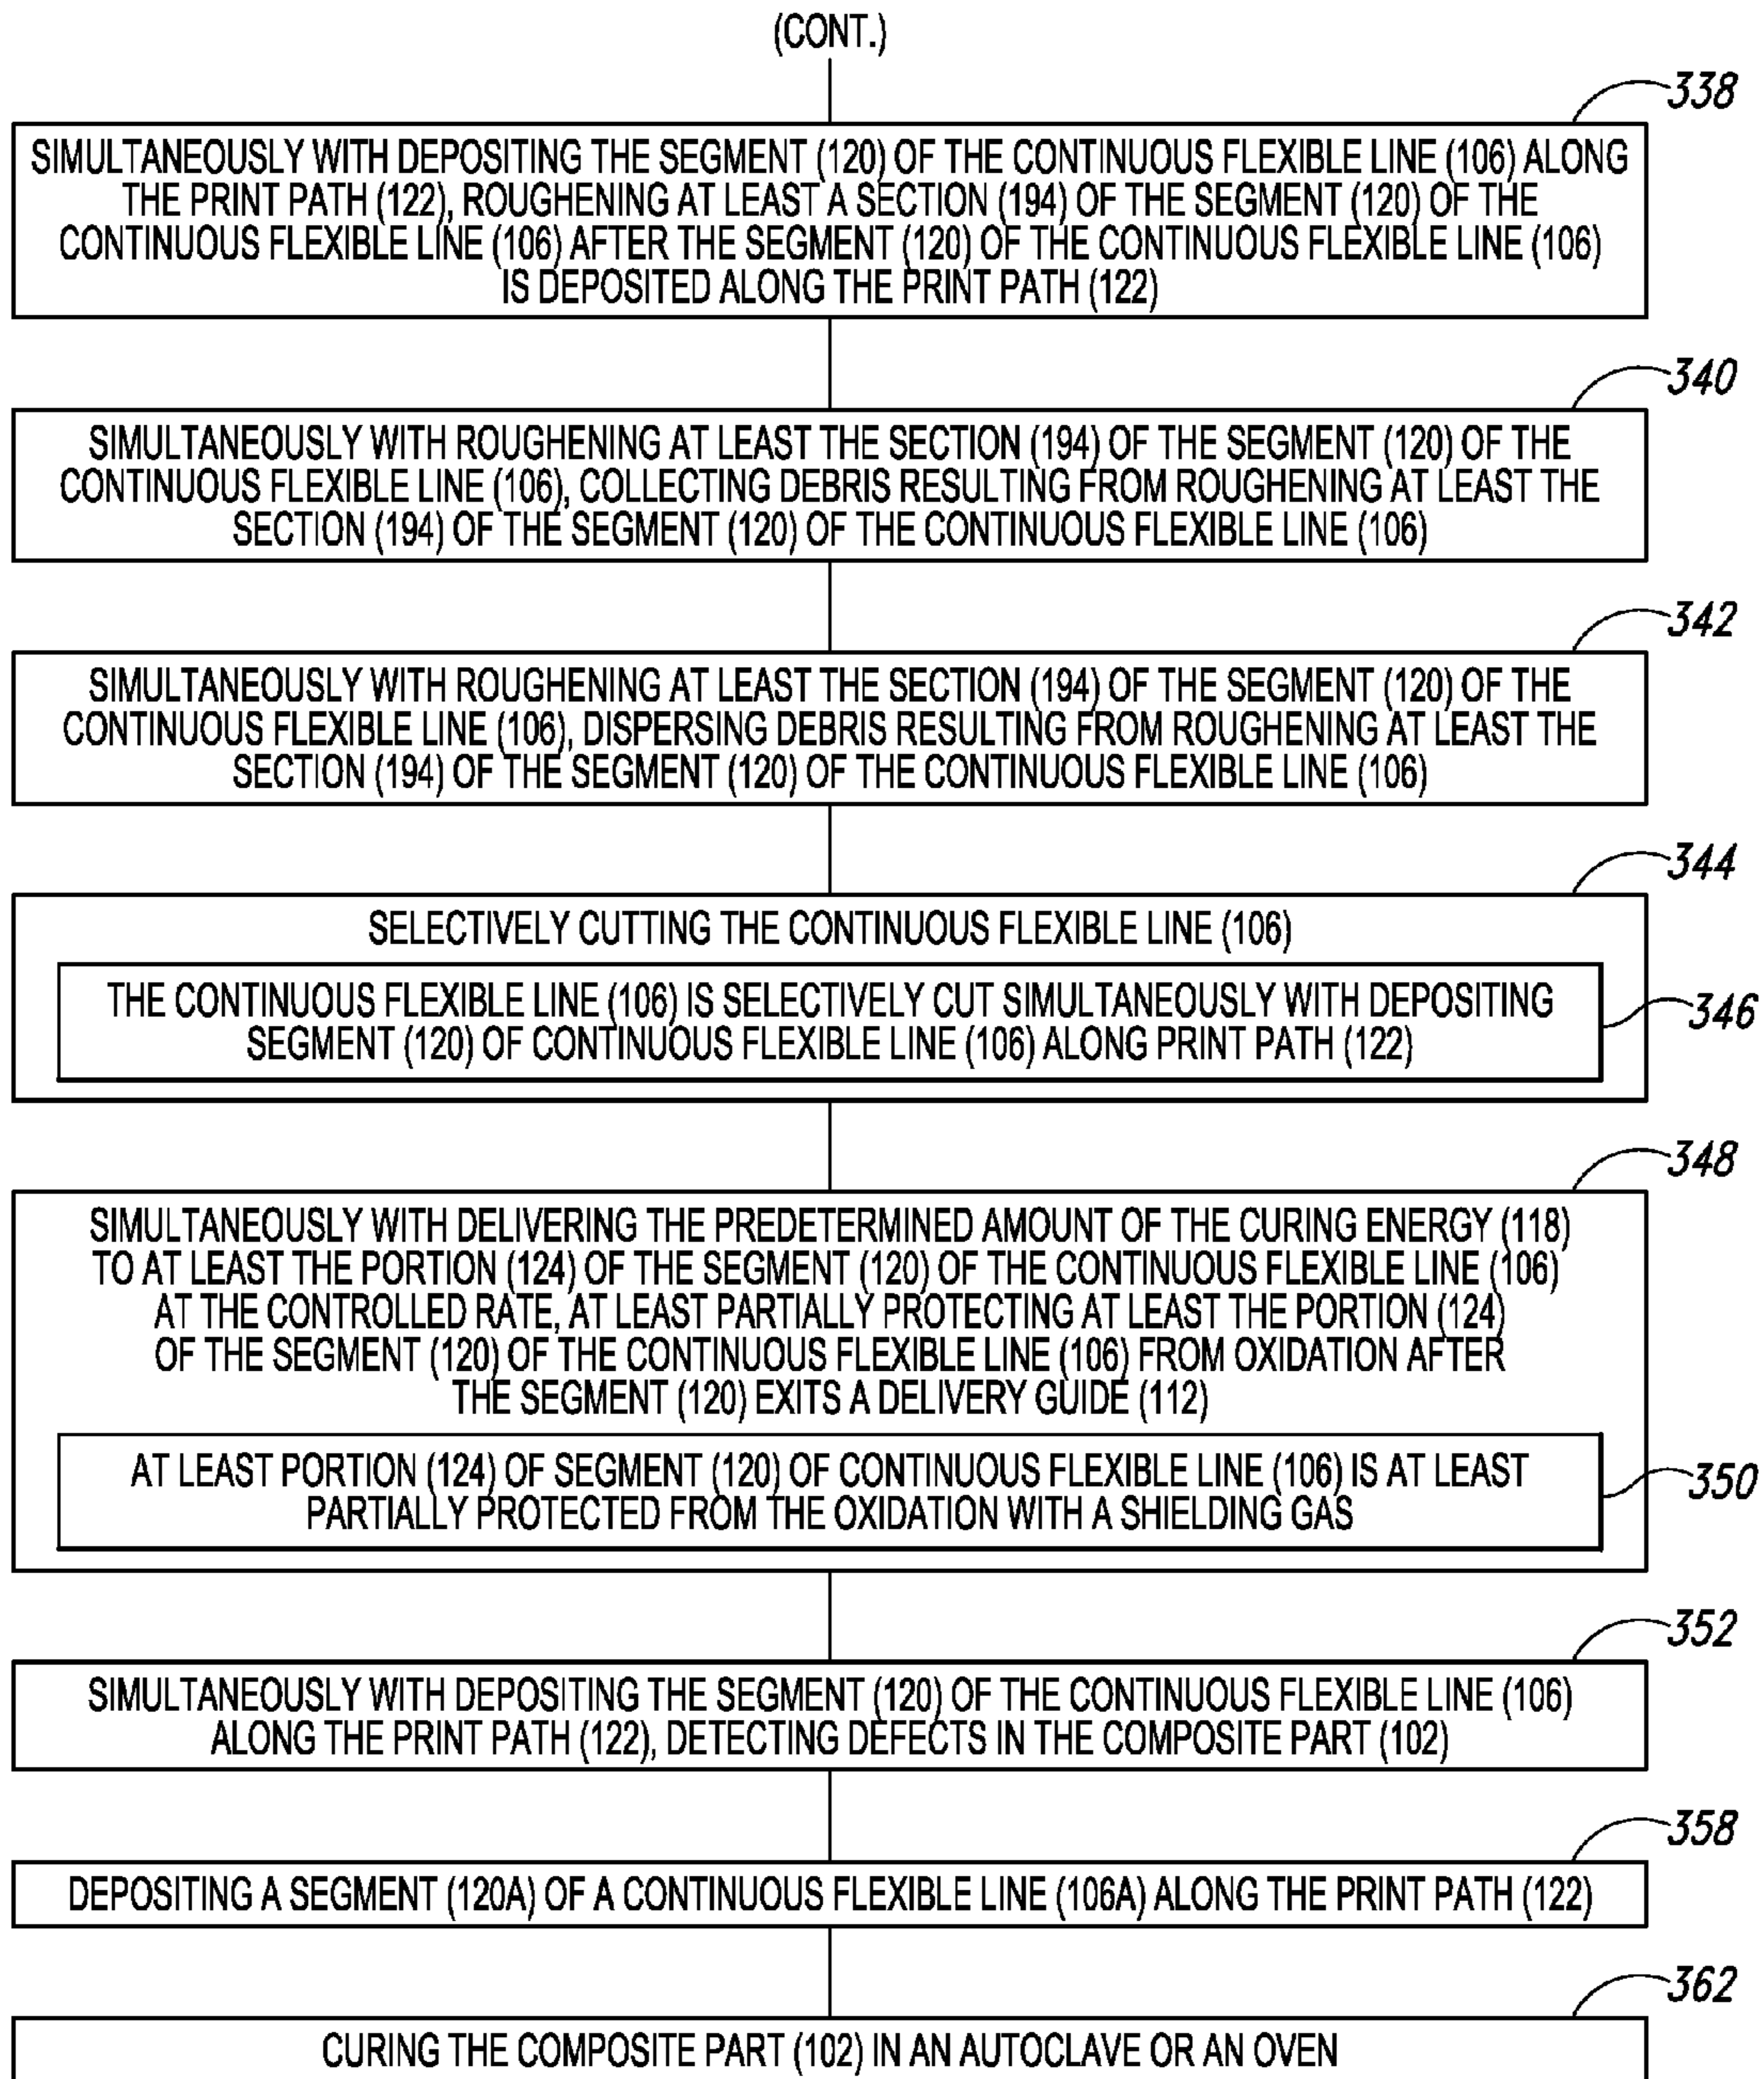 (CONT.)
338
SIMULTANEOUSLY WITH DEPOSITING THE SEGMENT (120) OF THE CONTINUOUS FLEXIBLE LINE (106) ALONG
THE PRINT PATH (122), ROUGHENING AT LEAST A SECTION (194) OF THE SEGMENT (120) OF THE
CONTINUOUS FLEXIBLE LINE (106) AFTER THE SEGMENT (120) OF THE CONTINUOUS FLEXIBLE LINE (106)
IS DEPOSITED ALONG THE PRINT PATH (122)
340
SIMULTANEOUSLY WITH ROUGHENING AT LEAST THE SECTION (194) OF THE SEGMENT (120) OF THE
CONTINUOUS FLEXIBLE LINE (106), COLLECTING DEBRIS RESULTING FROM ROUGHENING AT LEAST THE
SECTION (194) OF THE SEGMENT (120) OF THE CONTINUOUS FLEXIBLE LINE (106)
342
SIMULTANEOUSLY WITH ROUGHENING AT LEAST THE SECTION (194) OF THE SEGMENT (120) OF THE
CONTINUOUS FLEXIBLE LINE (106), DISPERSING DEBRIS RESULTING FROM ROUGHENING AT LEAST THE
SECTION (194) OF THE SEGMENT (120) OF THE CONTINUOUS FLEXIBLE LINE (106)
344
SELECTIVELY CUTTING THE CONTINUOUS FLEXIBLE LINE (106)
THE CONTINUOUS FLEXIBLE LINE (106) IS SELECTIVELY CUT SIMULTANEOUSLY WITH DEPOSITING
SEGMENT (120) OF CONTINUOUS FLEXIBLE LINE (106) ALONG PRINT PATH (122)
346
348
SIMULTANEOUSLY WITH DELIVERING THE PREDETERMINED AMOUNT OF THE CURING ENERGY (118)
TO AT LEAST THE PORTION (124) OF THE SEGMENT (120) OF THE CONTINUOUS FLEXIBLE LINE (106)
AT THE CONTROLLED RATE, AT LEAST PARTIALLY PROTECTING AT LEAST THE PORTION (124)
OF THE SEGMENT (120) OF THE CONTINUOUS FLEXIBLE LINE (106) FROM OXIDATION AFTER
THE SEGMENT (120) EXITS A DELIVERY GUIDE (112)
AT LEAST PORTION (124) OF SEGMENT (120) OF CONTINUOUS FLEXIBLE LINE (106) IS AT LEAST
PARTIALLY PROTECTED FROM THE OXIDATION WITH A SHIELDING GAS
350
352
SIMULTANEOUSLY WITH DEPOSITING THE SEGMENT (120) OF THE CONTINUOUS FLEXIBLE LINE (106)
ALONG THE PRINT PATH (122), DETECTING DEFECTS IN THE COMPOSITE PART (102)
358
DEPOSITING A SEGMENT (120A) OF A CONTINUOUS FLEXIBLE LINE (106A) ALONG THE PRINT PATH (122)
362
CURING THE COMPOSITE PART (102) IN AN AUTOCLAVE OR AN OVEN